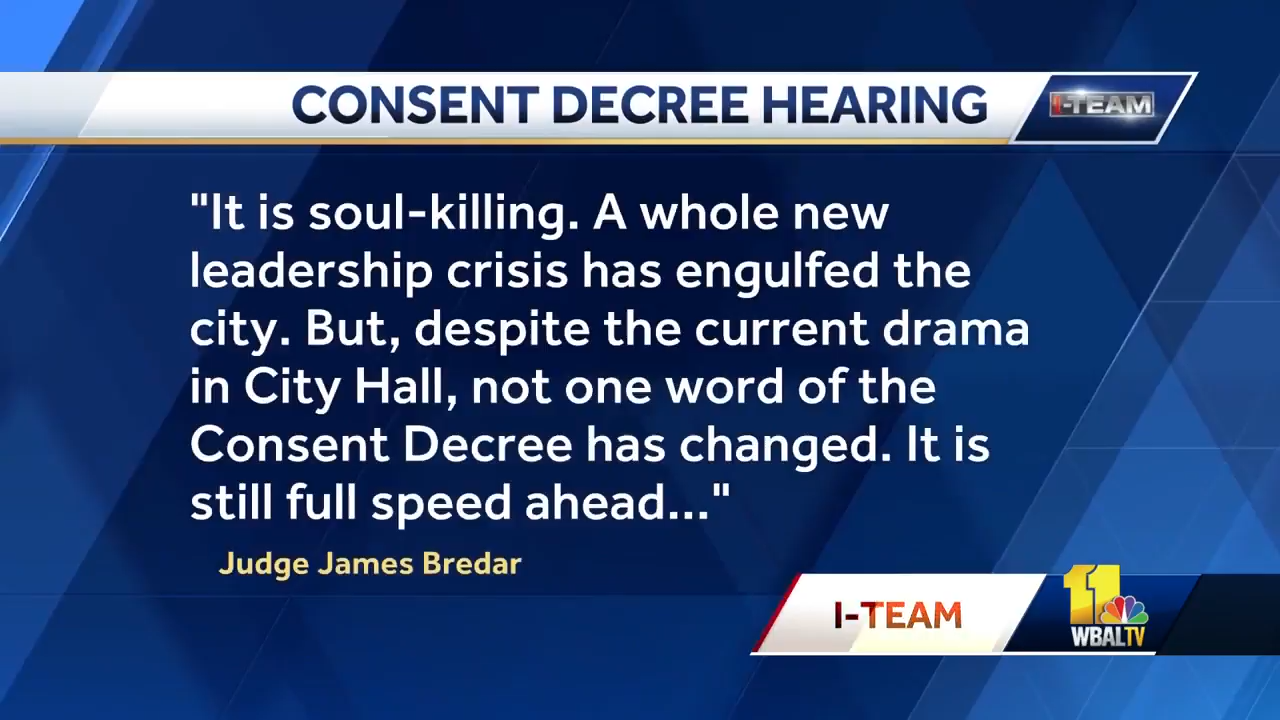 CONSENT DECREE HEARING
I-TEAM
"It is soul-killing. A whole new
leadership crisis has engulfed the
city. But, despite the current drama
in City Hall, not one word of the
Consent Decree has changed. It is
still full speed ahead..."
Judge James Bredar
I-TEAM
11
WBALTV